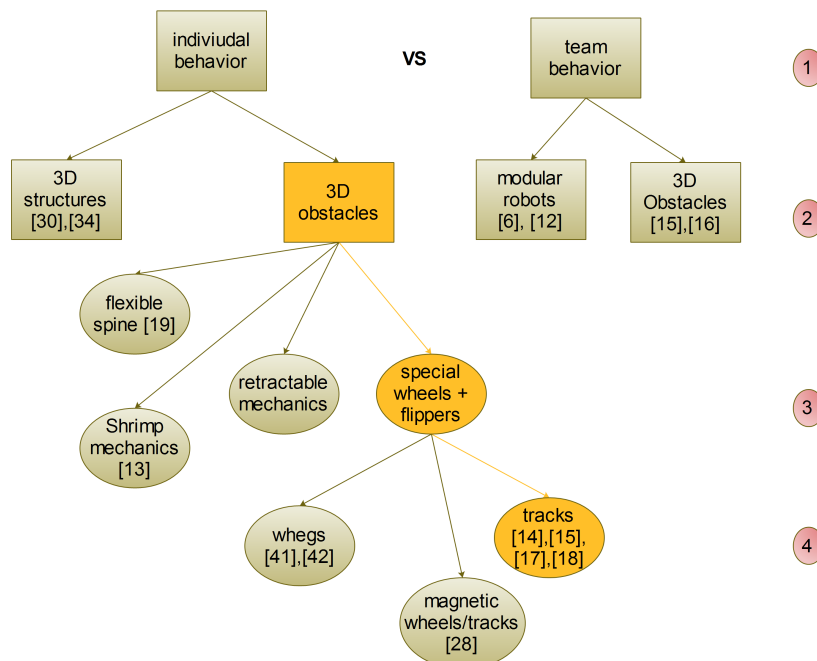 indiviudal
behavior
VS
team
behavior
1
3D
structures
[30],[34]
3D
obstacles
modular
robots
[6], [12]
3D
Obstacles
[15],[16]
2
flexible
spine [19]
retractable
mechanics
special
wheels +
flippers
3
Shrimp
mechanics
[13]
whegs
[41],[42]
tracks
[14],[15],
[17],[18]
4
magnetic
wheels/tracks
[28]